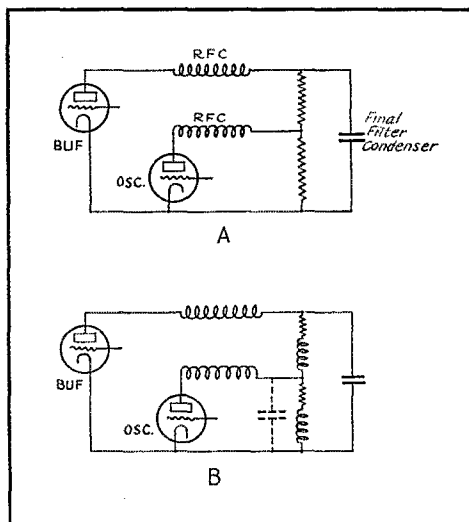 RFC
RFC
BUF
OSC.
Final
Filter
Condenser
A
BUF
OSC.
B